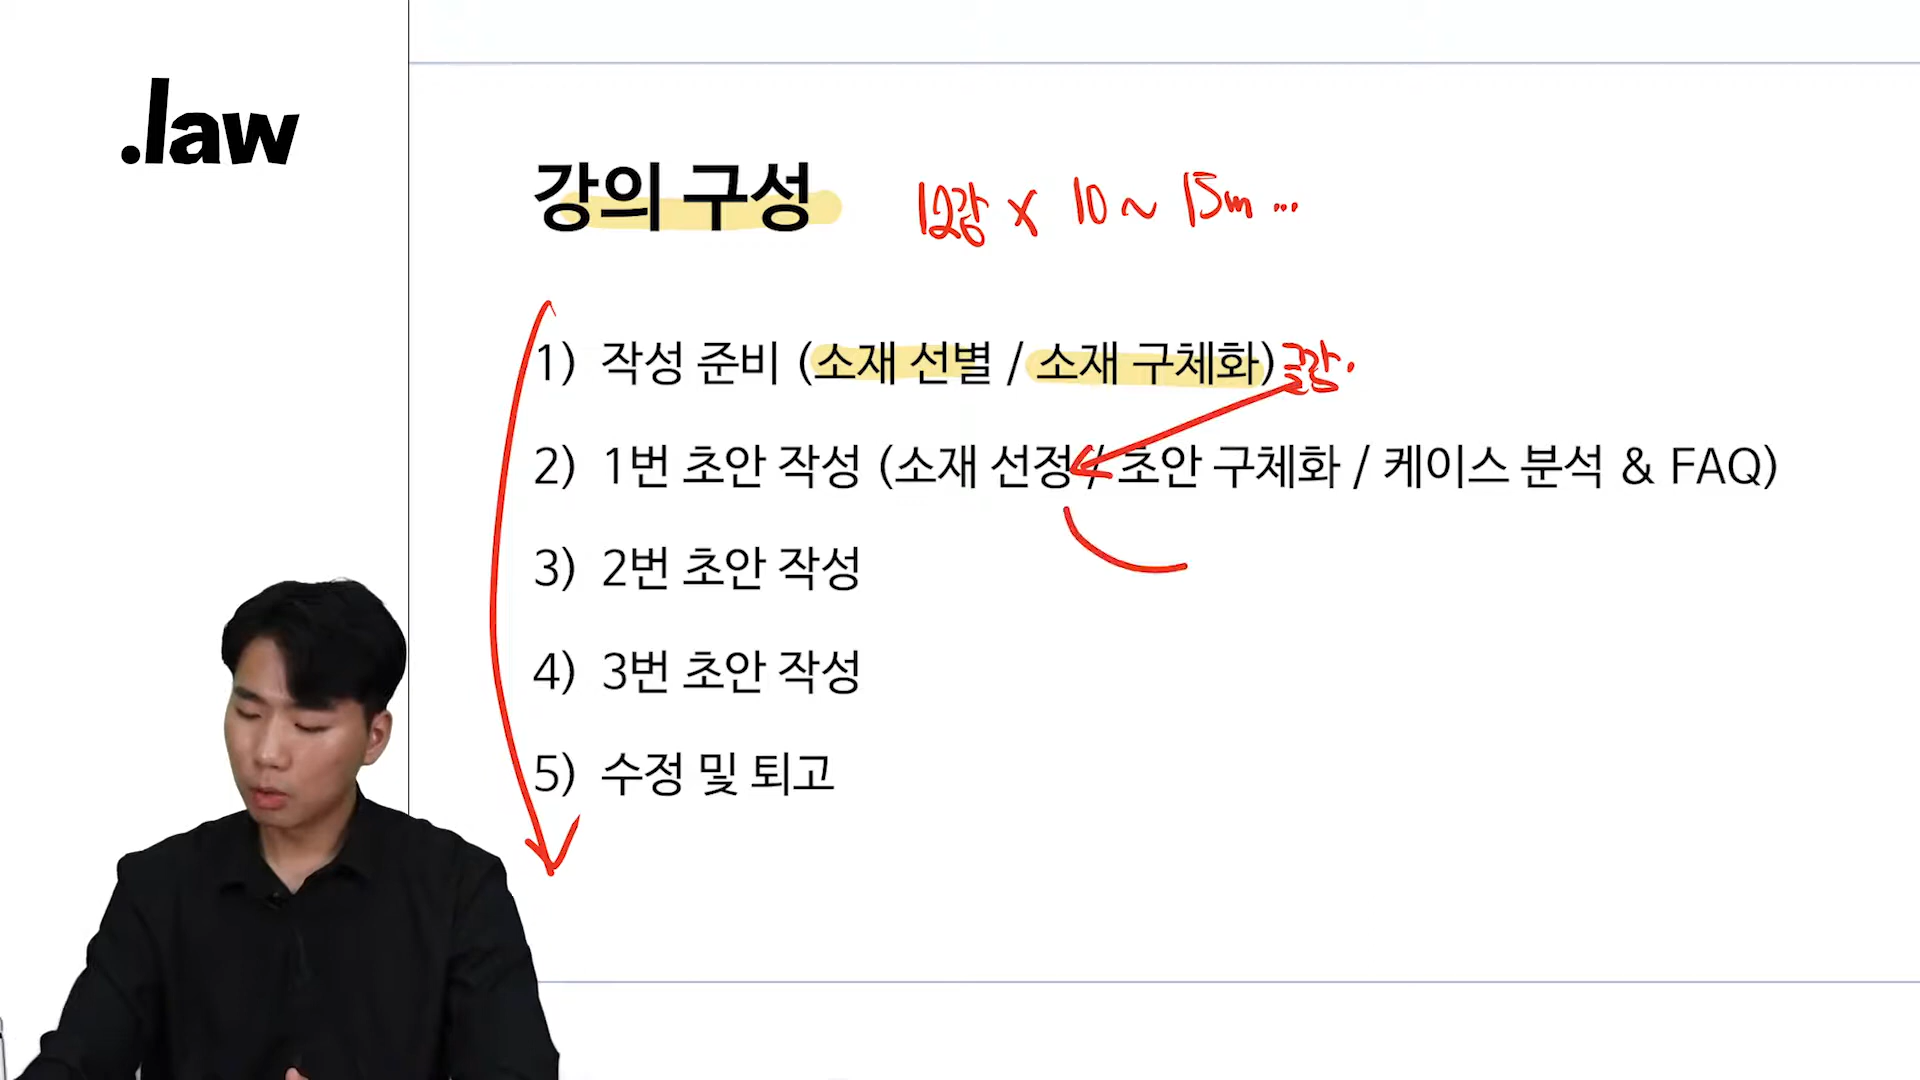 .law
강의 구성
12강 x 10 ~ 15m ...
1) 작성 준비 (소재 선별 / 소재 구체화) 글감.
2) 1번 초안 작성 (소재 선정 / 초안 구체화 / 케이스 분석 & FAQ)
3) 2번 초안 작성
4) 3번 초안 작성
5) 수정 및 퇴고